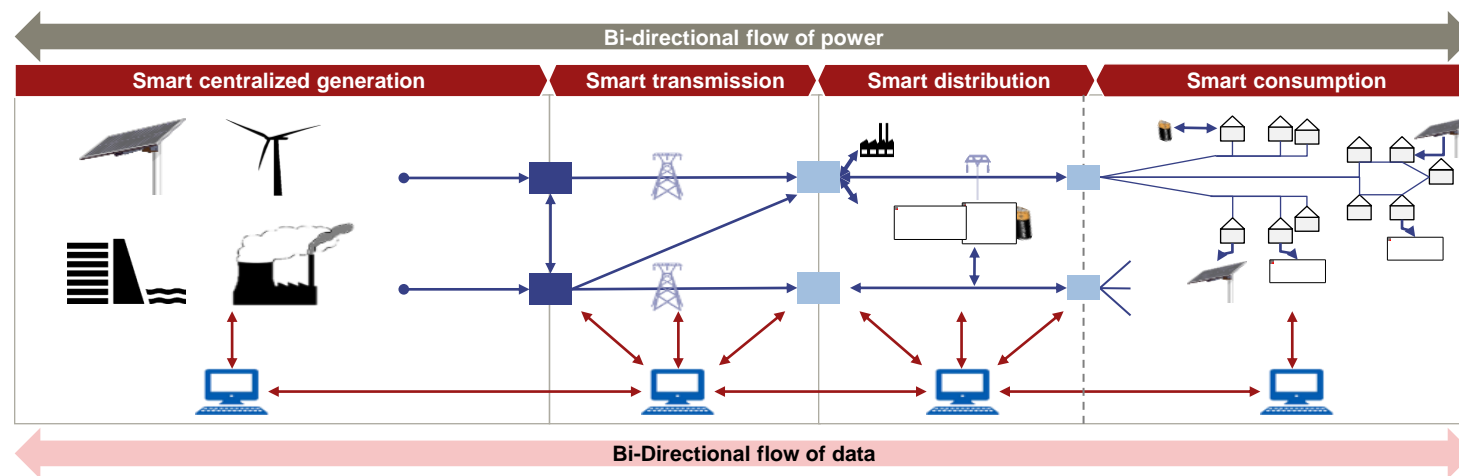 Bi-directional flow of power
Smart centralized generation
Smart transmission
Smart distribution
Smart consumption
Bi-Directional flow of data